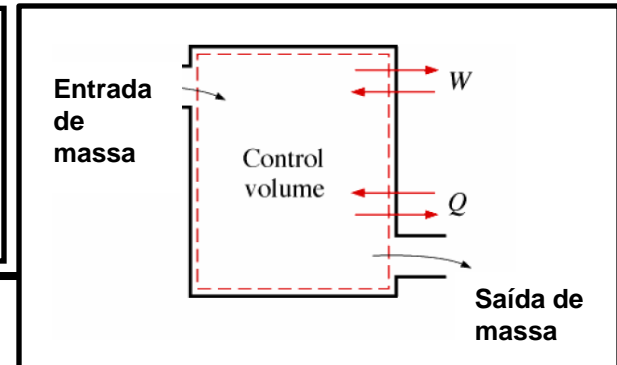 Entrada
de
massa
W
Control
volume
Q
Saída de
massa